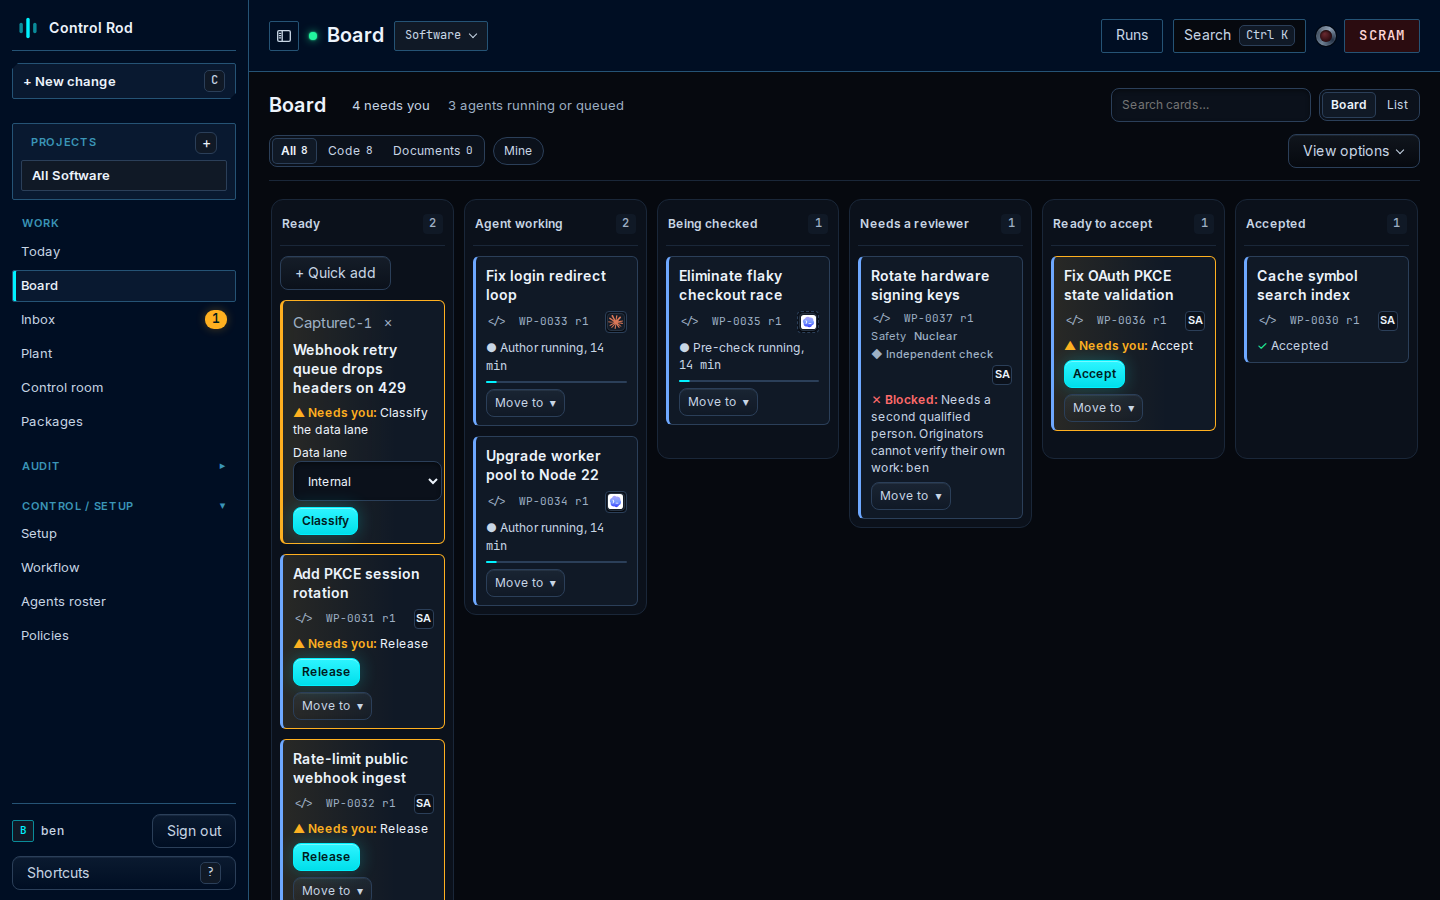 Control Rod
+ New change C
PROJECTS +
All Software
WORK
Today
Board
Inbox 1
Plant
Control room
Packages
AUDIT
CONTROL / SETUP
Setup
Workflow
Agents roster
Policies
B ben Sign out
Shortcuts ?
Board Software
Runs Search Ctrl K SCRAM
Board 4 needs you 3 agents running or queued
Search cards... Board List
All 8 Code 8 Documents 0 Mine
View options
Ready 2
+ Quick add
CaptureC-1 ×
Webhook retry
queue drops
headers on 429
Needs you: Classify
the data lane
Data lane
Internal
Classify
Add PKCE session
rotation
</> WP-0031 r1 SA
Needs you: Release
Release
Move to
Rate-limit public
webhook ingest
</> WP-0032 r1 SA
Needs you: Release
Release
Move to
Agent working 2
Fix login redirect
loop
</> WP-0033 r1
Author running, 14
min
Move to
Upgrade worker
pool to Node 22
</> WP-0034 r1
Author running, 14
min
Move to
Being checked 1
Eliminate flaky
checkout race
</> WP-0035 r1
Pre-check running,
14 min
Move to
Needs a reviewer 1
Rotate hardware
signing keys
</> WP-0037 r1
Safety Nuclear
Independent check
SA
Blocked: Needs a
second qualified
person. Originators
cannot verify their own
work: ben
Move to
Ready to accept 1
Fix OAuth PKCE
state validation
</> WP-0036 r1 SA
Needs you: Accept
Accept
Move to
Accepted 1
Cache symbol
search index
</> WP-0030 r1 SA
Accepted